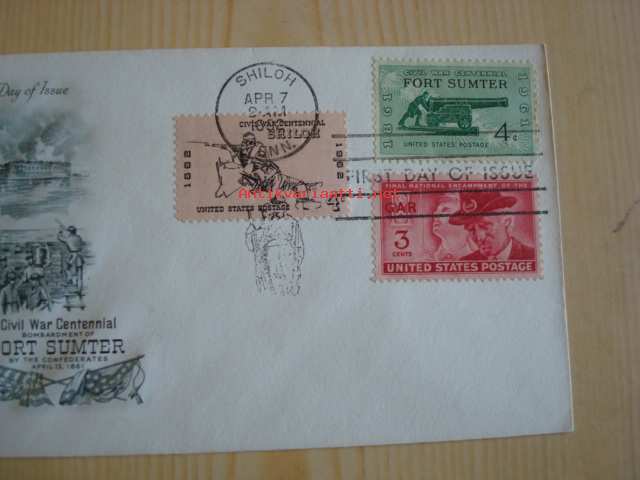 Day of Issue
Civil War Centennial
BOMBARDMENT OF
FORT SUMTER
BY THE CONFEDERATES
APRIL 13, 1861
SHILOH
APR 7
TENN.
CIVIL WAR CENTENNIAL
SHILOH
1862
1962
UNITED STATES POSTAGE
CIVIL WAR CENTENNIAL
FORT SUMTER
1861
1961
4¢
UNITED STATES POSTAGE
FIRST DAY OF ISSUE
FINAL NATIONAL ENCAMPMENT OF THE
GAR
3
CENTS
UNITED STATES POSTAGE
Antikvariaatti.net